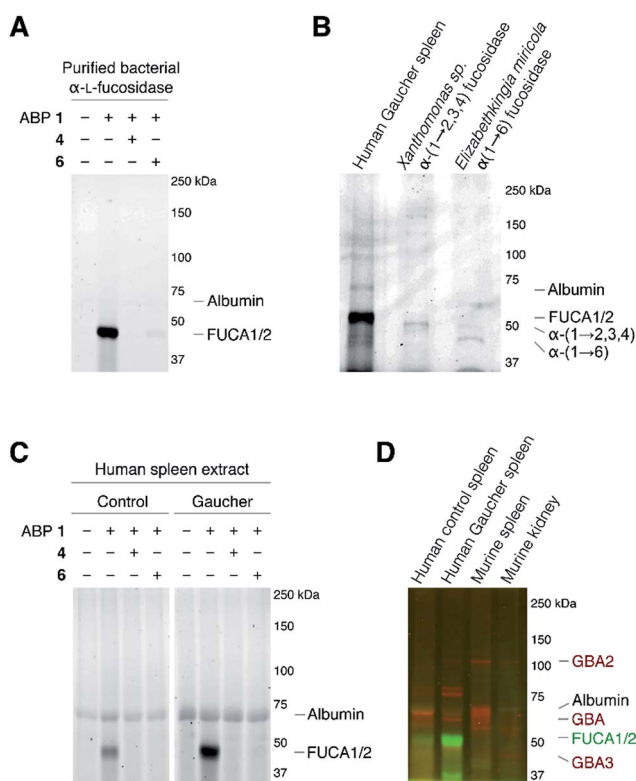 A
Purified bacterial
α-L-fucosidase
ABP 1 – + + +
4 – – + –
6 – – – +
250 kDa
150
100
75
Albumin
50
FUCA1/2
37
B
Human Gaucher spleen
Xanthomonas sp.
α-(1→2,3,4) fucosidase
Elizabethkingia miricola
α(1→6) fucosidase
250 kDa
150
100
75
Albumin
FUCA1/2
50
α-(1→2,3,4)
α-(1→6)
37
C
Human spleen extract
Control Gaucher
ABP 1 – + + + – + + +
4 – – + – – – + –
6 – – – + – – – +
250 kDa
150
100
75
Albumin
50
FUCA1/2
37
D
Human control spleen
Human Gaucher spleen
Murine spleen
Murine kidney
250 kDa
150
100
GBA2
75
Albumin
GBA
FUCA1/2
50
GBA3
37